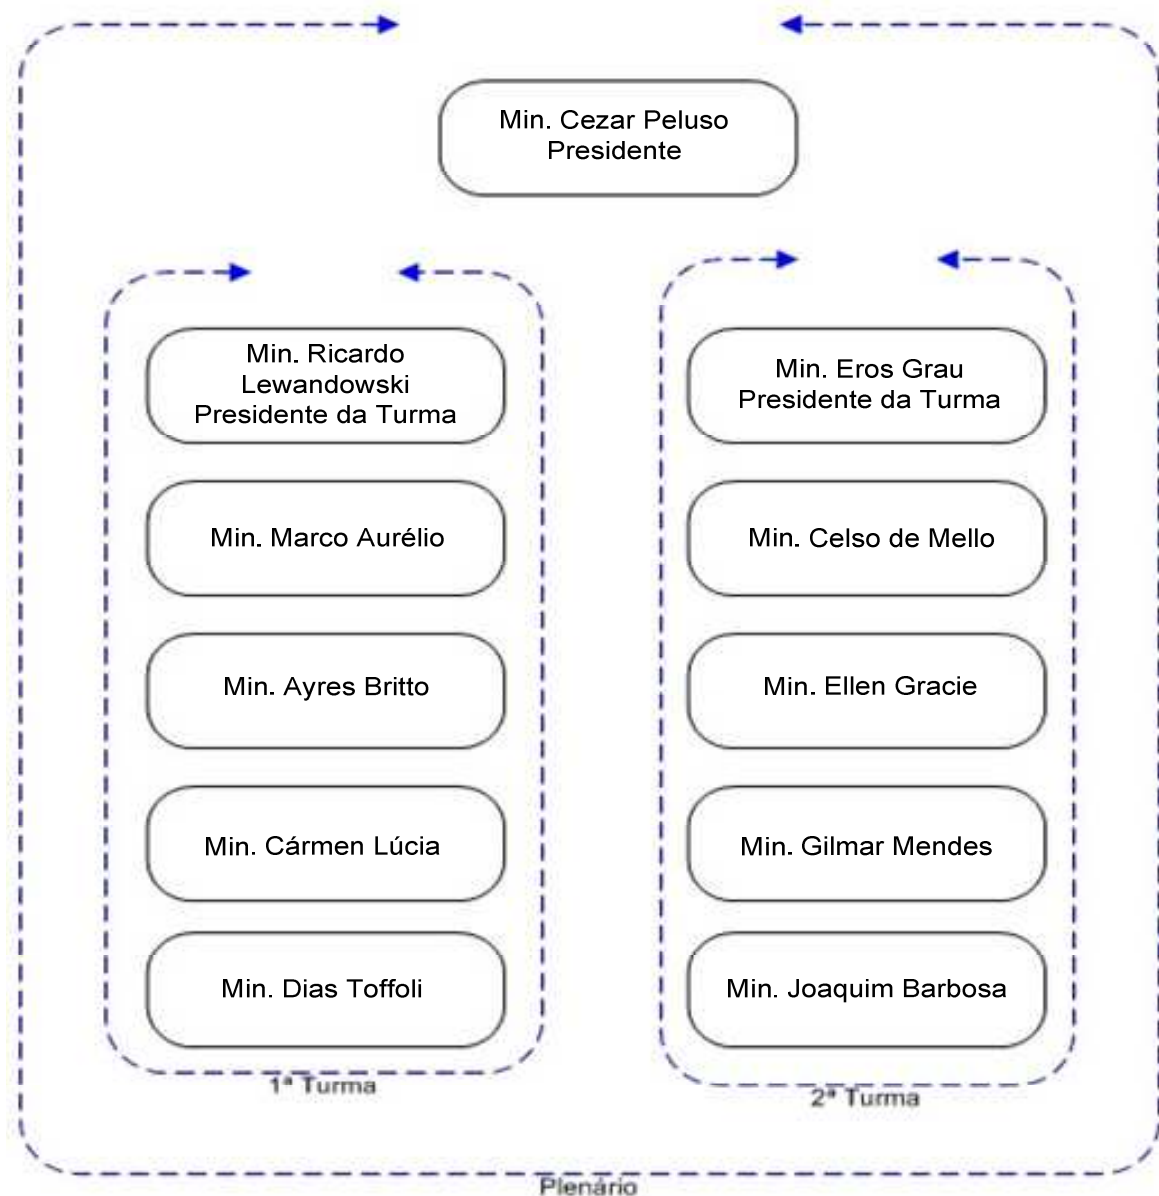 Min. Cezar Peluso
Presidente
Min. Ricardo
Lewandowski
Presidente da Turma
Min. Marco Aurélio
Min. Ayres Britto
Min. Cármen Lúcia
Min. Dias Toffoli
1ª Turma
Min. Eros Grau
Presidente da Turma
Min. Celso de Mello
Min. Ellen Gracie
Min. Gilmar Mendes
Min. Joaquim Barbosa
2ª Turma
Plenário